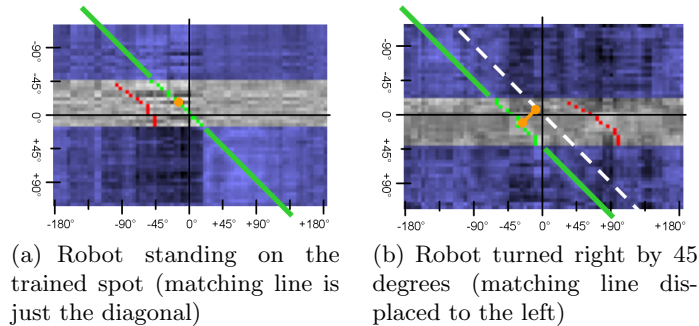 -90°
-45°
0°
+45°
+90°
-180° -90° -45° 0° +90° +180°
-90°
-45°
0°
+45°
+90°
-180° -90° -45° 0° +90° +180°
(a) Robot standing on the
trained spot (matching line is
just the diagonal)
(b) Robot turned right by 45
degrees (matching line dis-
placed to the left)